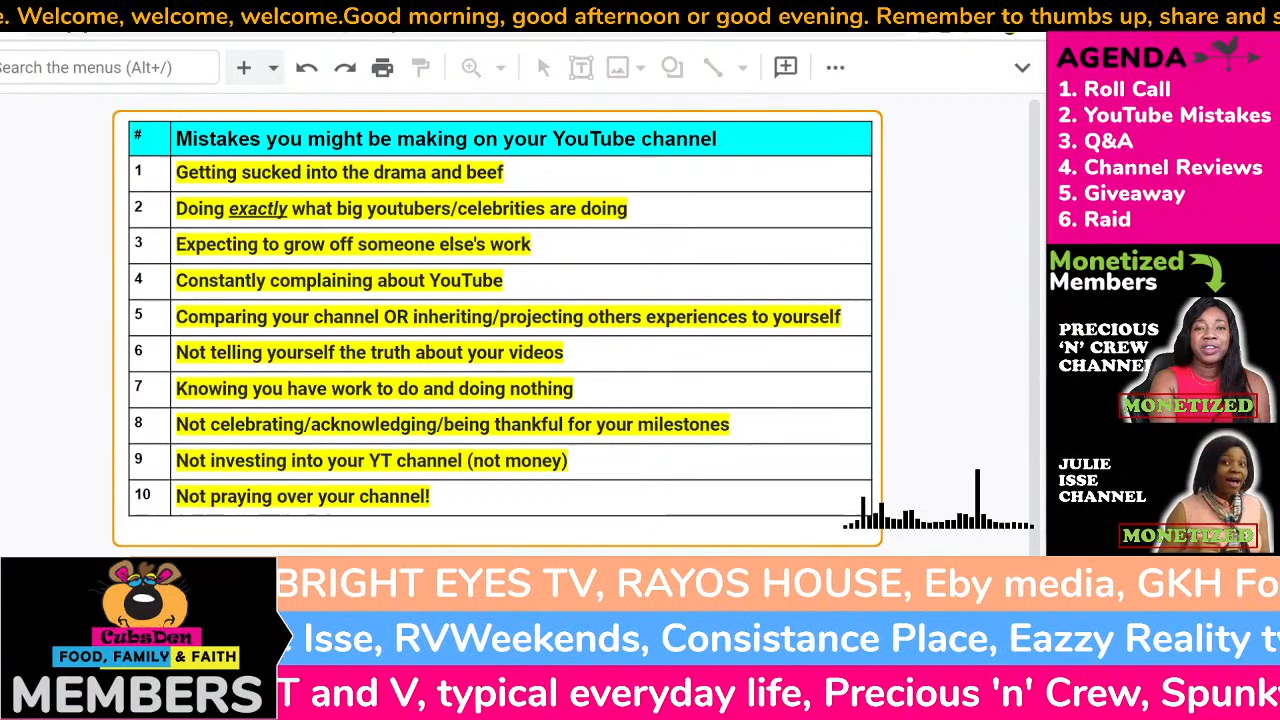 e. Welcome, welcome, welcome.Good morning, good afternoon or good evening. Remember to thumbs up, share and s
Search the menus (Alt+/)
# Mistakes you might be making on your YouTube channel
1 Getting sucked into the drama and beef
2 Doing exactly what big youtubers/celebrities are doing
3 Expecting to grow off someone else's work
4 Constantly complaining about YouTube
5 Comparing your channel OR inheriting/projecting others experiences to yourself
6 Not telling yourself the truth about your videos
7 Knowing you have work to do and doing nothing
8 Not celebrating/acknowledging/being thankful for your milestones
9 Not investing into your YT channel (not money)
10 Not praying over your channel!
AGENDA
1. Roll Call
2. YouTube Mistakes
3. Q&A
4. Channel Reviews
5. Giveaway
6. Raid
Monetized
Members
PRECIOUS
'N' CREW
CHANNEL
MONETIZED
JULIE
ISSE
CHANNEL
MONETIZED
CubsDen
FOOD, FAMILY & FAITH
MEMBERS
BRIGHT EYES TV, RAYOS HOUSE, Eby media, GKH Fo
e Isse, RVWeekends, Consistance Place, Eazzy Reality t
T and V, typical everyday life, Precious 'n' Crew, Spunk